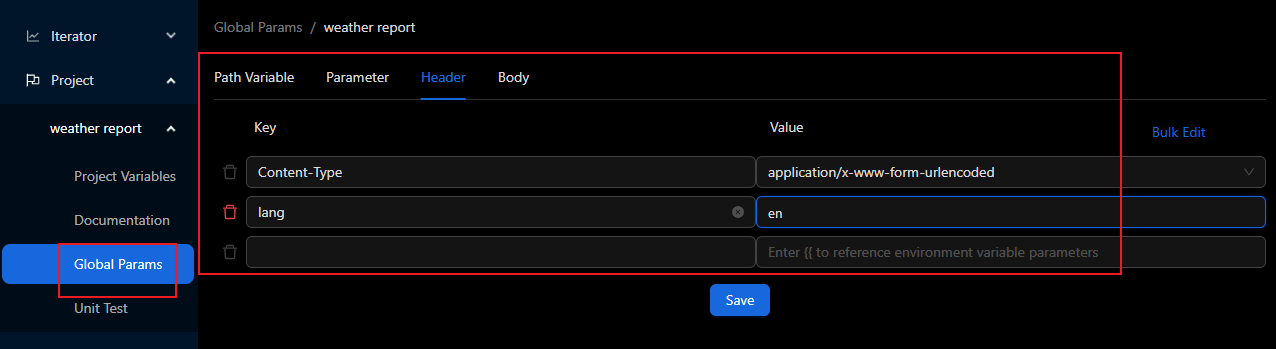 Iterator
Project
weather report
Project Variables
Documentation
Global Params
Unit Test
Global Params / weather report
Path Variable Parameter Header Body
Key Value Bulk Edit
Content-Type application/x-www-form-urlencoded
lang en
Enter {{ to reference environment variable parameters
Save